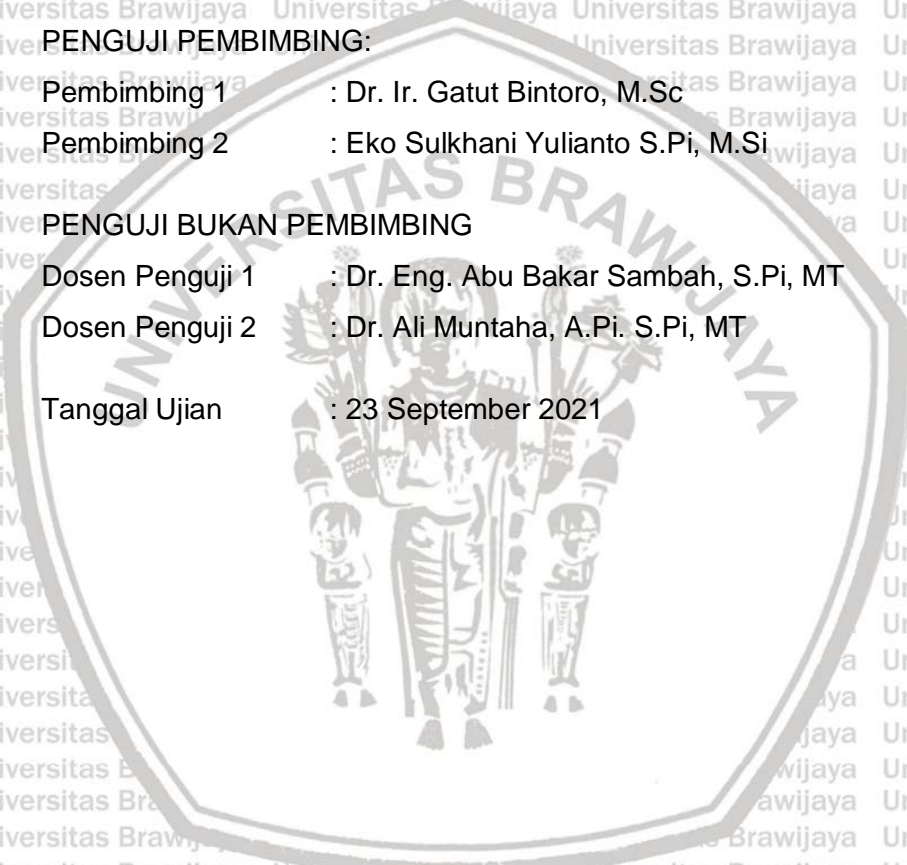 PENGUJI PEMBIMBING:
Pembimbing 1 : Dr. Ir. Gatut Bintoro, M.Sc
Pembimbing 2 : Eko Sulkhani Yulianto S.Pi, M.Si
PENGUJI BUKAN PEMBIMBING
Dosen Penguji 1 : Dr. Eng. Abu Bakar Sambah, S.Pi, MT
Dosen Penguji 2 : Dr. Ali Muntaha, A.Pi. S.Pi, MT
Tanggal Ujian : 23 September 2021
UNIVERSITAS BRAWIJAYA